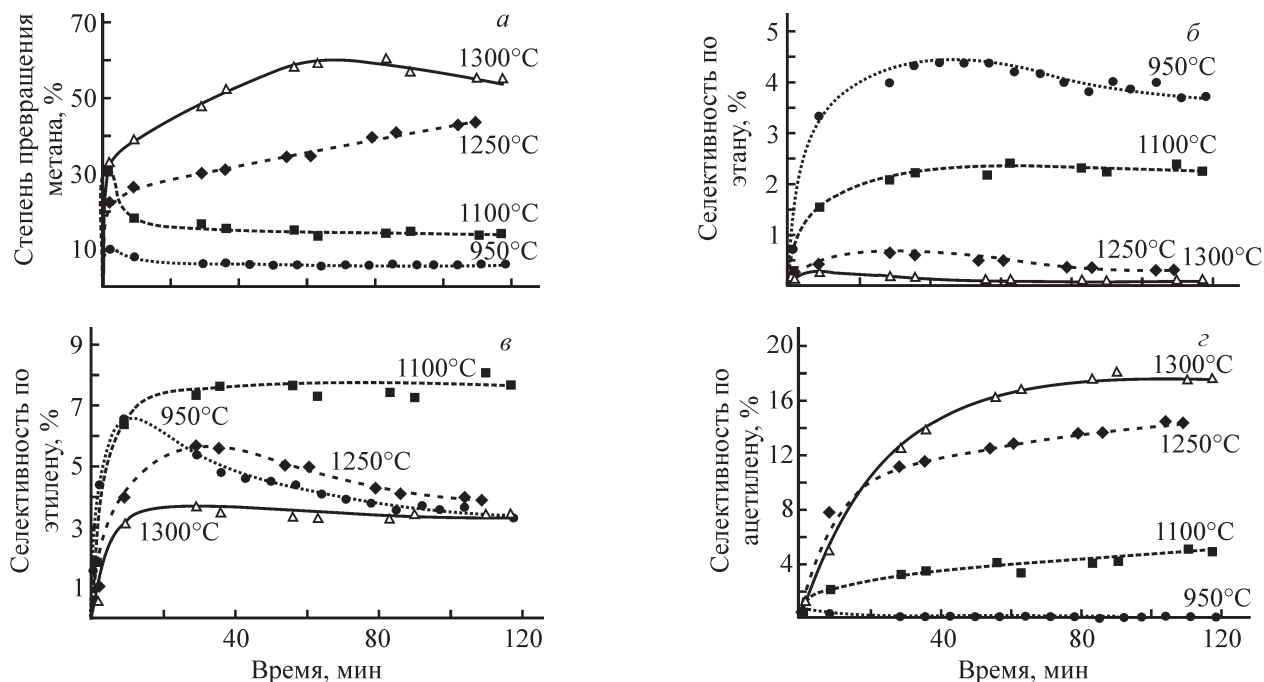 а
Степень превращения
метана, %
70
50
30
10
1300°C
1250°C
1100°C
950°C
б
Селективность по
этану, %
5
4
3
2
1
950°C
1100°C
1250°C
1300°C
в
Селективность по
этилену, %
9
7
5
3
1
1100°C
950°C
1250°C
1300°C
40
80
120
Время, мин
г
Селективность по
ацетилену, %
20
16
12
8
4
1300°C
1250°C
1100°C
950°C
40
80
120
Время, мин